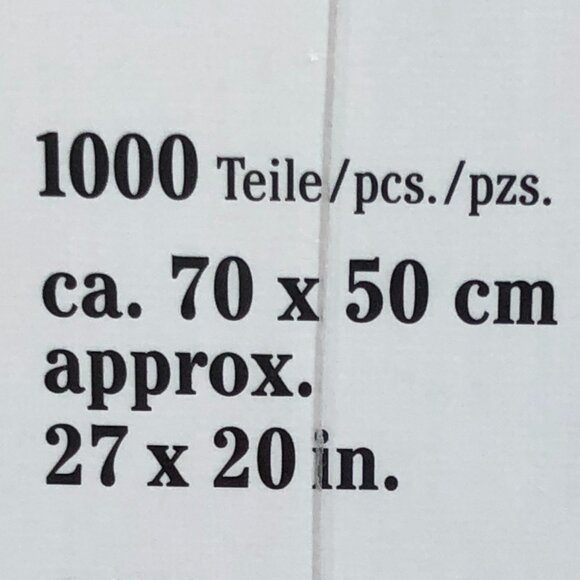 1000 Teile/pcs./pzs.
ca. 70 x 50 cm
approx.
27 x 20 in.